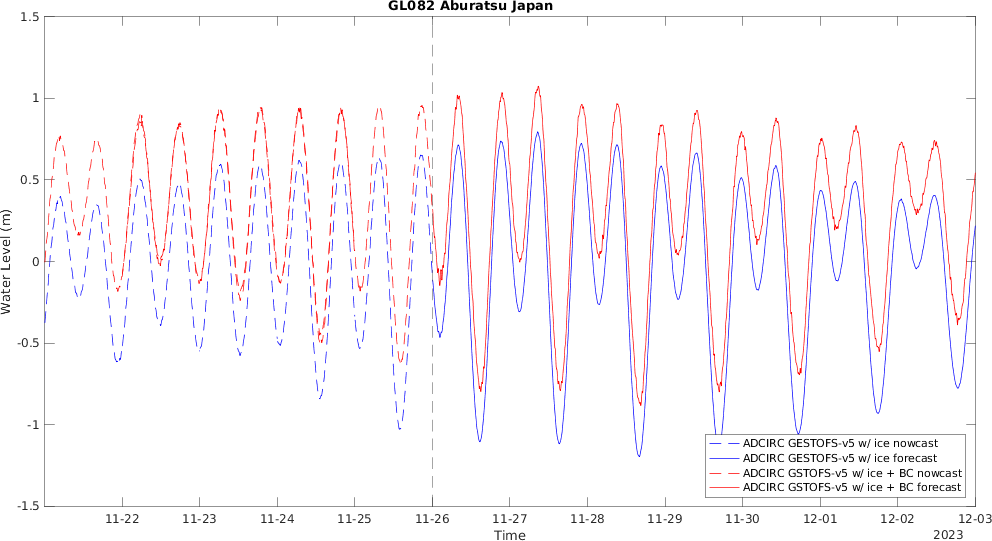 GL082 Aburatsu Japan
1.5
1
0.5
0
-0.5
-1
-1.5
Water Level (m)
ADCIRC GESTOFS-v5 w/ ice nowcast
ADCIRC GESTOFS-v5 w/ ice forecast
ADCIRC GSTOFS-v5 w/ ice + BC nowcast
ADCIRC GSTOFS-v5 w/ ice + BC forecast
11-22 11-23 11-24 11-25 11-26 11-27 11-28 11-29 11-30 12-01 12-02 12-03
Time
2023